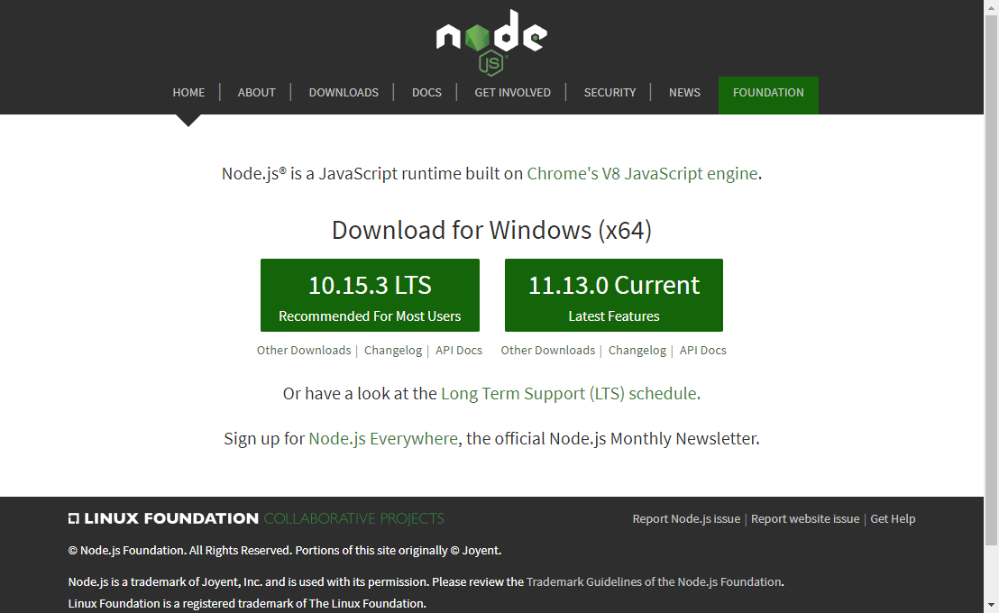 node
JS
HOME | ABOUT | DOWNLOADS | DOCS | GET INVOLVED | SECURITY | NEWS FOUNDATION
Node.js® is a JavaScript runtime built on Chrome's V8 JavaScript engine.
Download for Windows (x64)
10.15.3 LTS
Recommended For Most Users
11.13.0 Current
Latest Features
Other Downloads | Changelog | API Docs
Other Downloads | Changelog | API Docs
Or have a look at the Long Term Support (LTS) schedule.
Sign up for Node.js Everywhere, the official Node.js Monthly Newsletter.
LINUX FOUNDATION COLLABORATIVE PROJECTS
Report Node.js issue | Report website issue | Get Help
© Node.js Foundation. All Rights Reserved. Portions of this site originally © Joyent.
Node.js is a trademark of Joyent, Inc. and is used with its permission. Please review the Trademark Guidelines of the Node.js Foundation.
Linux Foundation is a registered trademark of The Linux Foundation.